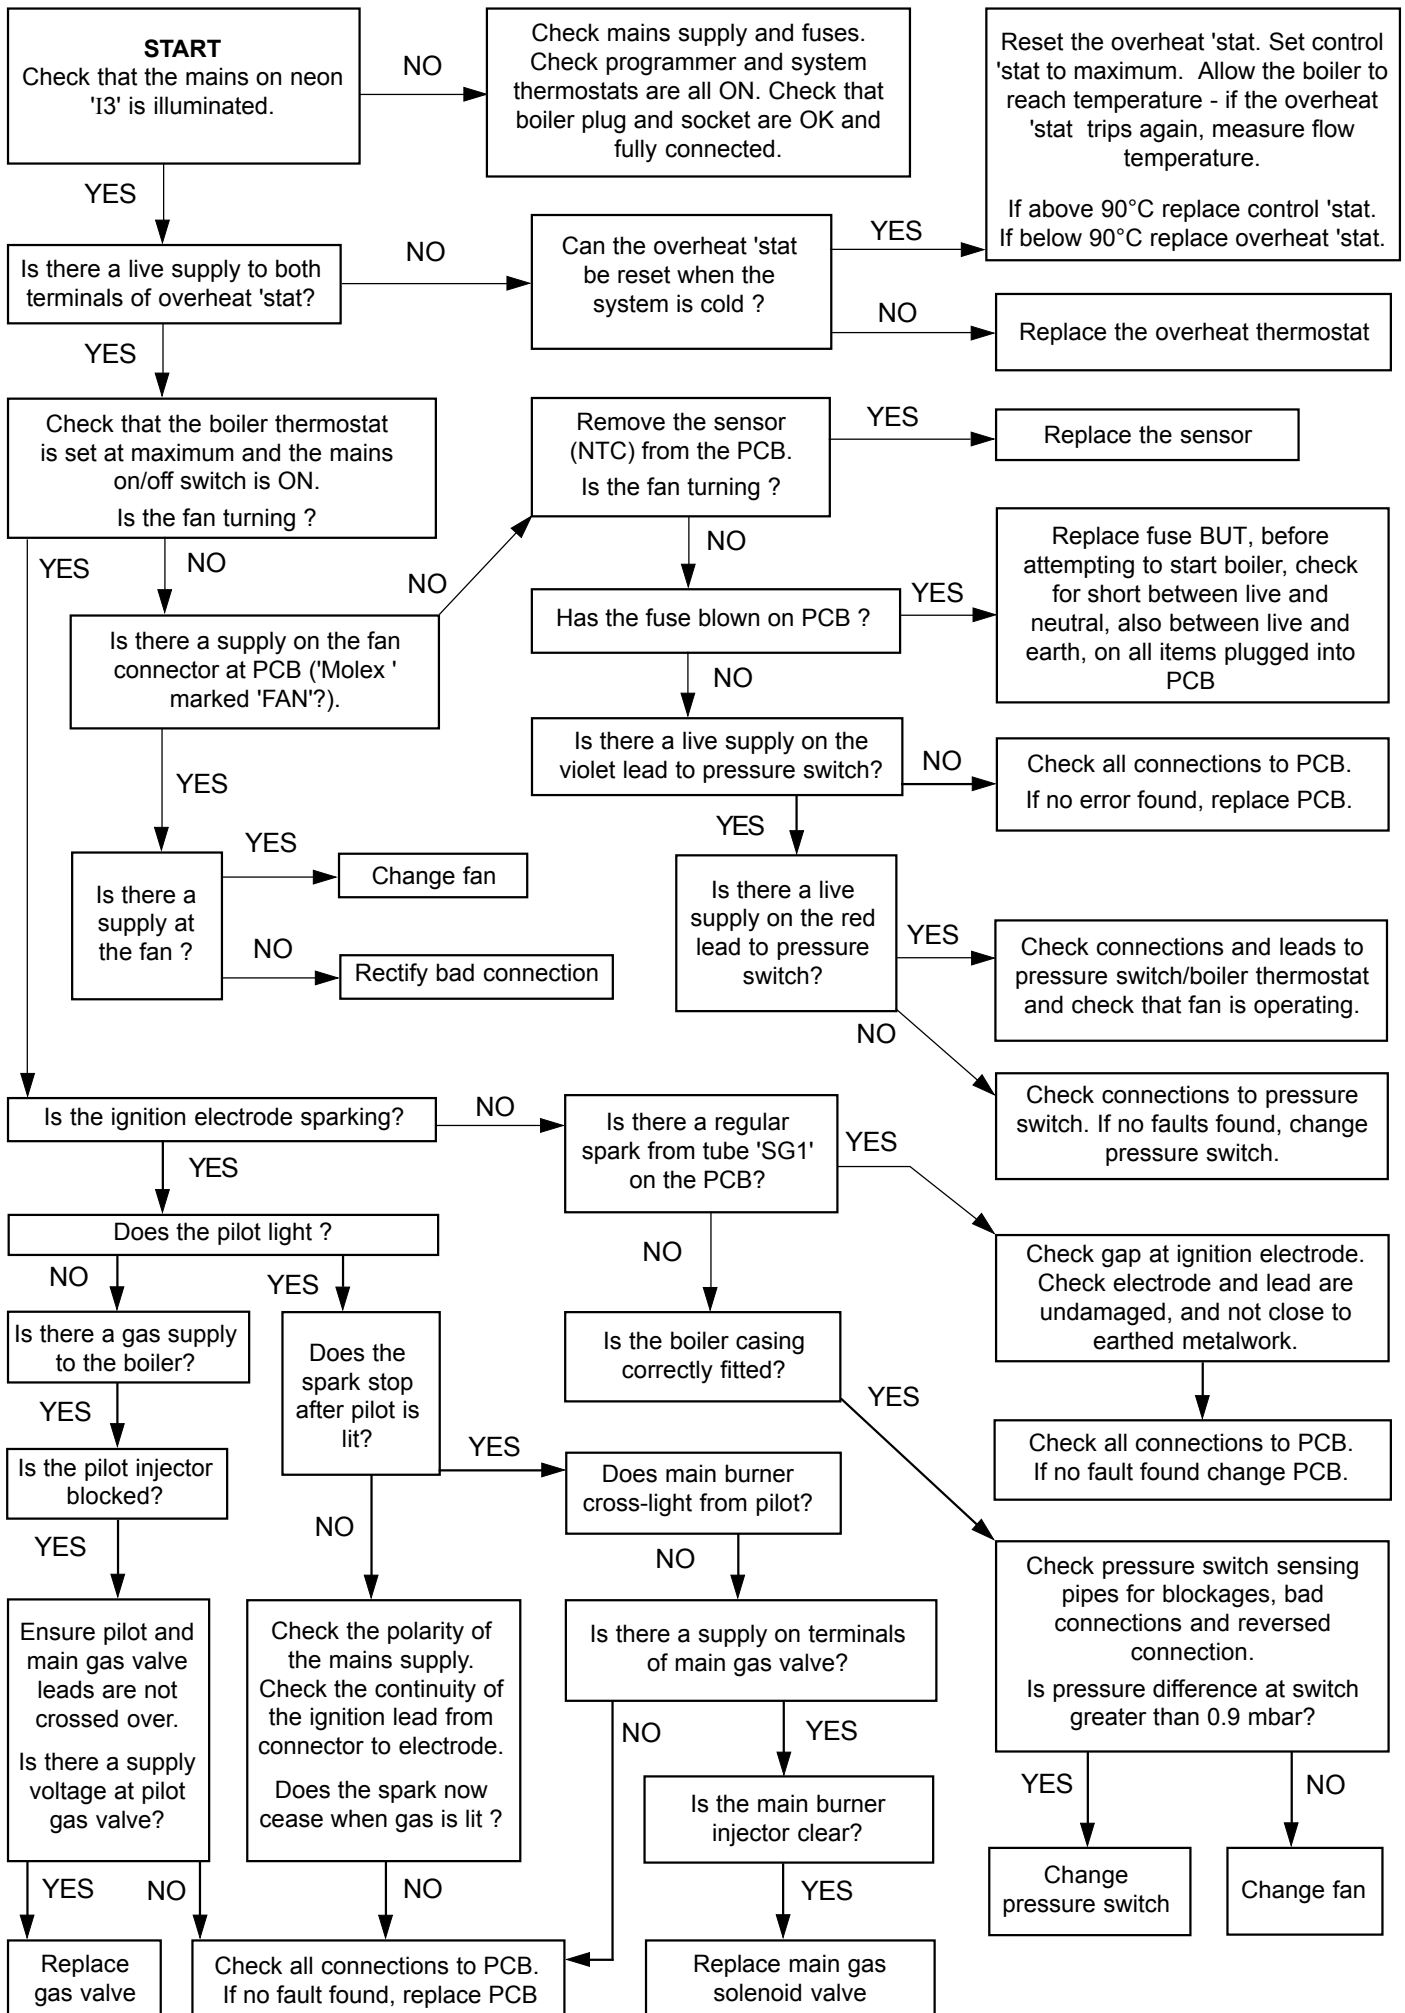 START
Check that the mains on neon
'I3' is illuminated.
NO
Check mains supply and fuses.
Check programmer and system
thermostats are all ON. Check that
boiler plug and socket are OK and
fully connected.
Reset the overheat 'stat. Set control
'stat to maximum. Allow the boiler to
reach temperature - if the overheat
'stat trips again, measure flow
temperature.
If above 90°C replace control 'stat.
If below 90°C replace overheat 'stat.
YES
Is there a live supply to both
terminals of overheat 'stat?
NO
Can the overheat 'stat
be reset when the
system is cold ?
YES
NO
Replace the overheat thermostat
YES
Check that the boiler thermostat
is set at maximum and the mains
on/off switch is ON.
Is the fan turning ?
Remove the sensor
(NTC) from the PCB.
Is the fan turning ?
YES
Replace the sensor
YES
NO
NO
NO
Is there a supply on the fan
connector at PCB ('Molex '
marked 'FAN'?).
Has the fuse blown on PCB ?
YES
Replace fuse BUT, before
attempting to start boiler, check
for short between live and
neutral, also between live and
earth, on all items plugged into
PCB
NO
Is there a live supply on the
violet lead to pressure switch?
NO
Check all connections to PCB.
If no error found, replace PCB.
YES
YES
Is there a
supply at
the fan ?
YES
Change fan
NO
Rectify bad connection
Is there a live
supply on the red
lead to pressure
switch?
YES
Check connections and leads to
pressure switch/boiler thermostat
and check that fan is operating.
NO
Check connections to pressure
switch. If no faults found, change
pressure switch.
Is the ignition electrode sparking?
NO
Is there a regular
spark from tube 'SG1'
on the PCB?
YES
YES
Does the pilot light ?
NO
Check gap at ignition electrode.
Check electrode and lead are
undamaged, and not close to
earthed metalwork.
NO
YES
Is there a gas supply
to the boiler?
Does the
spark stop
after pilot is
lit?
Is the boiler casing
correctly fitted?
YES
YES
Check all connections to PCB.
If no fault found change PCB.
Is the pilot injector
blocked?
YES
Does main burner
cross-light from pilot?
YES
NO
NO
Check pressure switch sensing
pipes for blockages, bad
connections and reversed
connection.
Is pressure difference at switch
greater than 0.9 mbar?
Ensure pilot and
main gas valve
leads are not
crossed over.
Is there a supply
voltage at pilot
gas valve?
Check the polarity of
the mains supply.
Check the continuity of
the ignition lead from
connector to electrode.
Does the spark now
cease when gas is lit ?
Is there a supply on terminals
of main gas valve?
NO
YES
Is the main burner
injector clear?
YES
NO
Change
pressure switch
Change fan
YES
NO
NO
YES
Replace
gas valve
Check all connections to PCB.
If no fault found, replace PCB
Replace main gas
solenoid valve